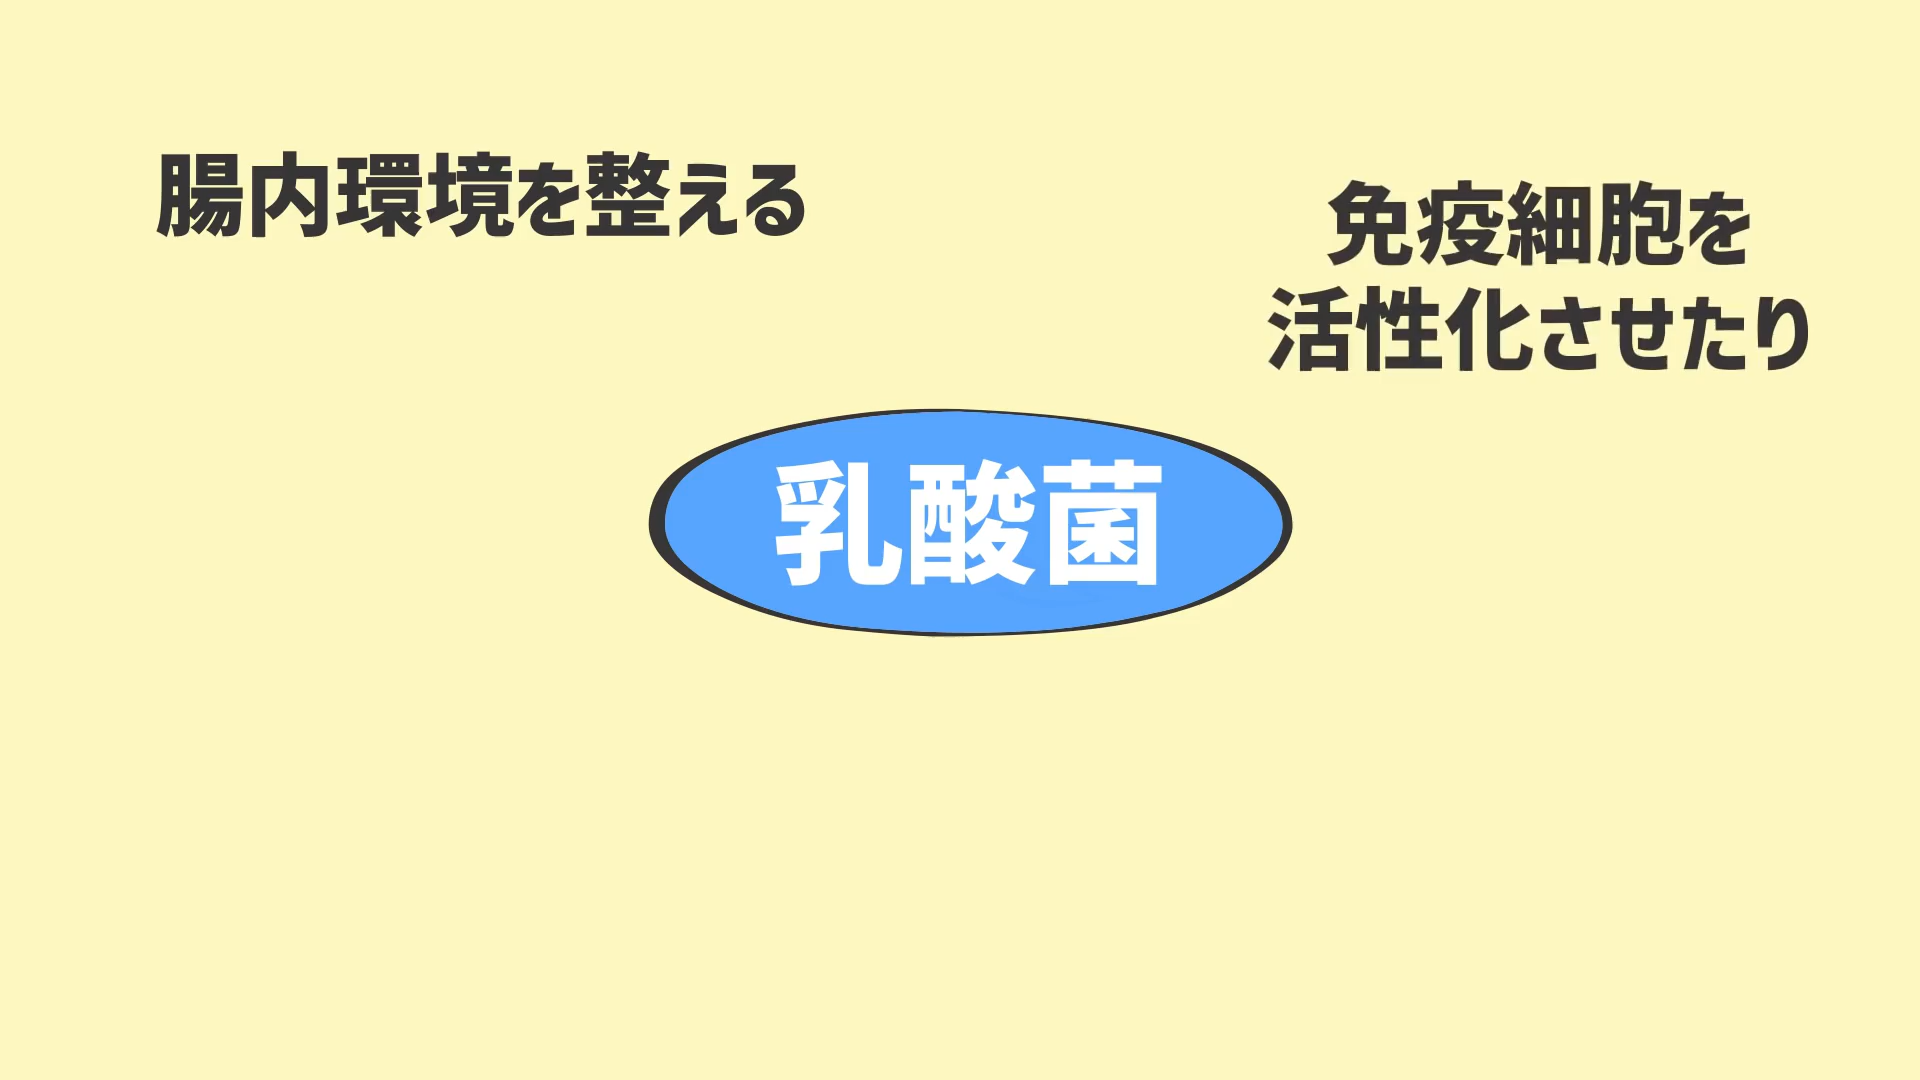 腸内環境を整える
免疫細胞を
活性化させたり
乳酸菌